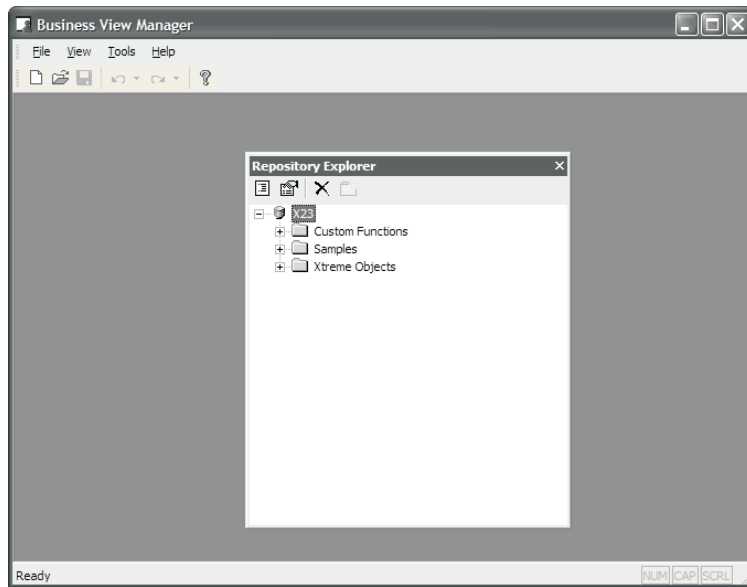 Business View Manager
File View Tools Help
Repository Explorer
X23
Custom Functions
Samples
Xtreme Objects
Ready
NUM CAP SCRL